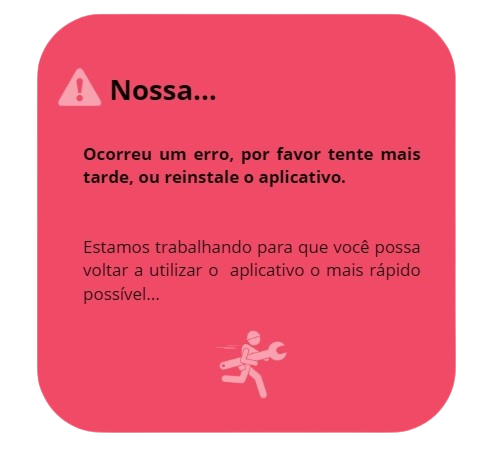 Nossa...
Ocorreu um erro, por favor tente mais
tarde, ou reinstale o aplicativo.
Estamos trabalhando para que você possa
voltar a utilizar o  aplicativo o mais rápido
possível...